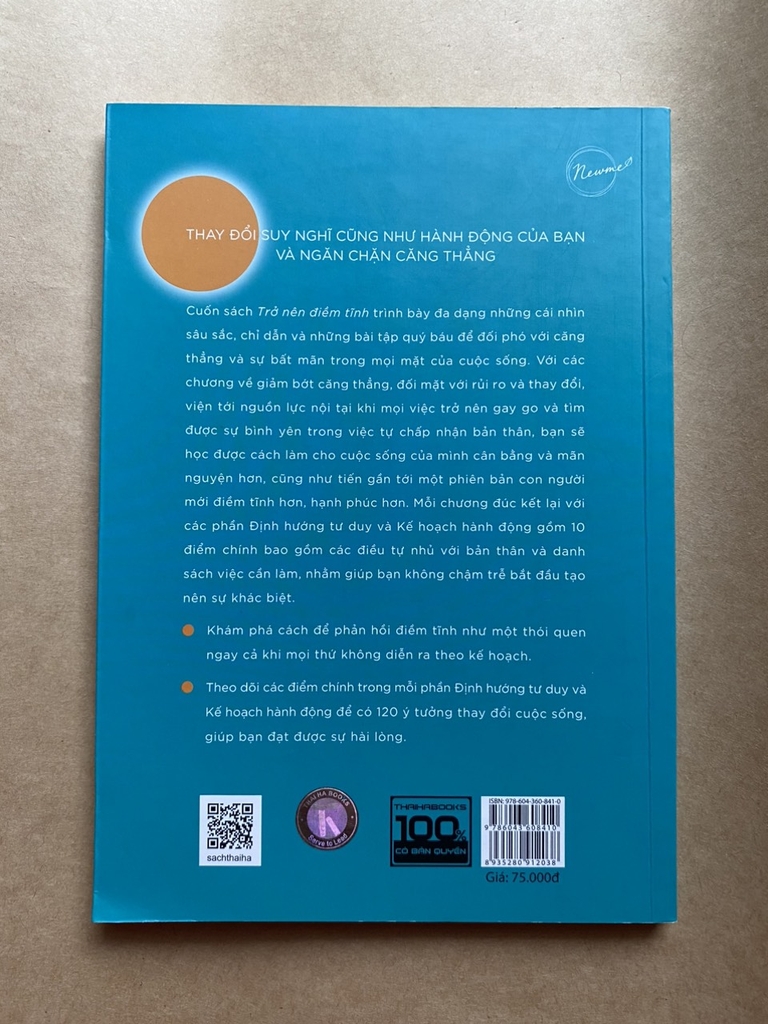 Newme
THAY ĐỔI SUY NGHĨ CŨNG NHƯ HÀNH ĐỘNG CỦA BẠN
VÀ NGĂN CHẶN CĂNG THẲNG
Cuốn sách Trở nên điềm tĩnh trình bày đa dạng những cái nhìn
sâu sắc, chỉ dẫn và những bài tập quý báu để đối phó với căng
thẳng và sự bất mãn trong mọi mặt của cuộc sống. Với các
chương về giảm bớt căng thẳng, đối mặt với rủi ro và thay đổi,
viện tới nguồn lực nội tại khi mọi việc trở nên gay go và tìm
được sự bình yên trong việc tự chấp nhận bản thân, bạn sẽ
học được cách làm cho cuộc sống của mình cân bằng và mãn
nguyện hơn, cũng như tiến gần tới một phiên bản con người
mới điềm tĩnh hơn, hạnh phúc hơn. Mỗi chương đúc kết lại với
các phần Định hướng tư duy và Kế hoạch hành động gồm 10
điểm chính bao gồm các điều tự nhủ với bản thân và danh
sách việc cần làm, nhằm giúp bạn không chậm trễ bắt đầu tạo
nên sự khác biệt.
Khám phá cách để phản hồi điềm tĩnh như một thói quen
ngay cả khi mọi thứ không diễn ra theo kế hoạch.
Theo dõi các điểm chính trong mỗi phần Định hướng tư duy và
Kế hoạch hành động để có 120 ý tưởng thay đổi cuộc sống,
giúp bạn đạt được sự hài lòng.
sachthaiha
THAI HA BOOKS
Serve to Lead
THAIHABOOKS
100%
CÓ BẢN QUYỀN
ISBN: 978-604-360-841-0
9 786043 608410
8 935280 912038
Giá: 75.000đ